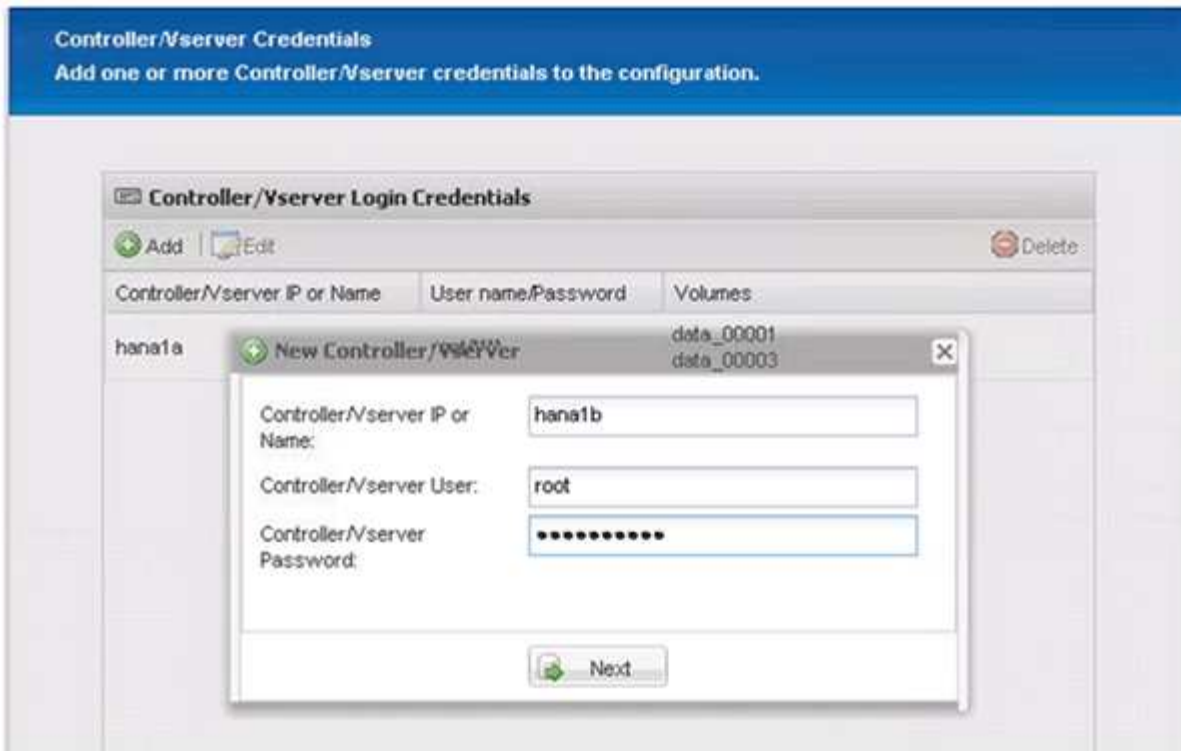 Controller/Vserver Credentials
Add one or more Controller/Vserver credentials to the configuration.
Controller/Vserver Login Credentials
Add Edit Delete
Controller/Vserver IP or Name User name/Password Volumes
hana1a
data_00001
data_00003
New Controller/Vserver
Controller/Vserver IP or
Name:
hana1b
Controller/Vserver User:
root
Controller/Vserver
Password:
••••••••••
Next